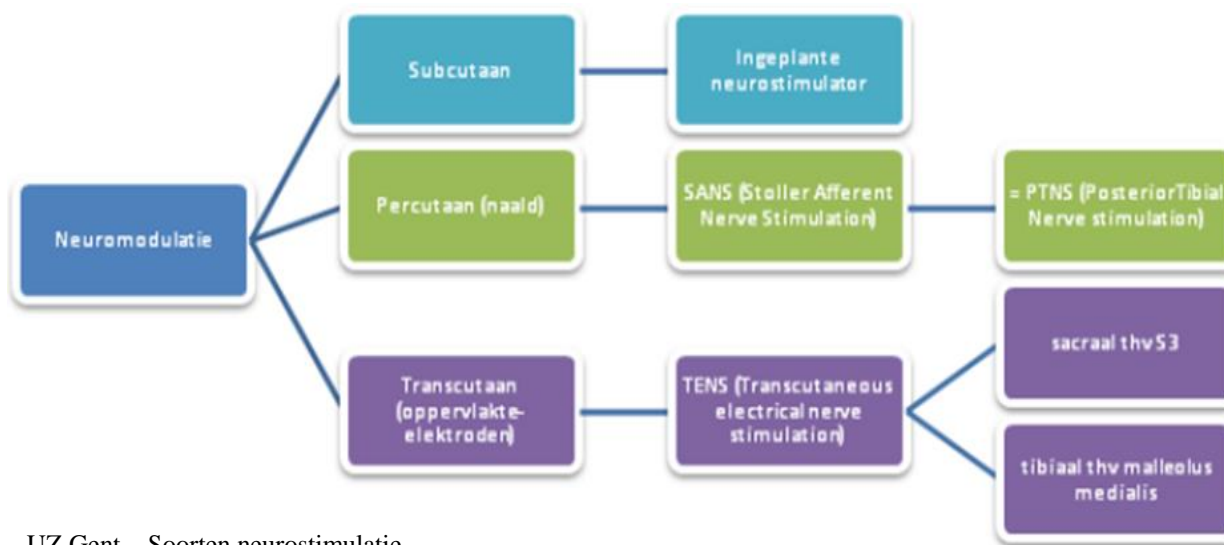 Subcutaan
Ingeplante
neurostimulator
Neuromodulatie
Percutaan (naald)
SANS (Stoller Afferent
Nerve Stimulation)
= PTNS (PosteriorTibial
Nerve stimulation)
Transcutaan
(oppervlakte-
elektroden)
TENS (Transcutaneous
electrical nerve
stimulation)
sacraal thv S3
tibiaal thv malleolus
medialis
UZ Gent – Soorten neurostimulatie